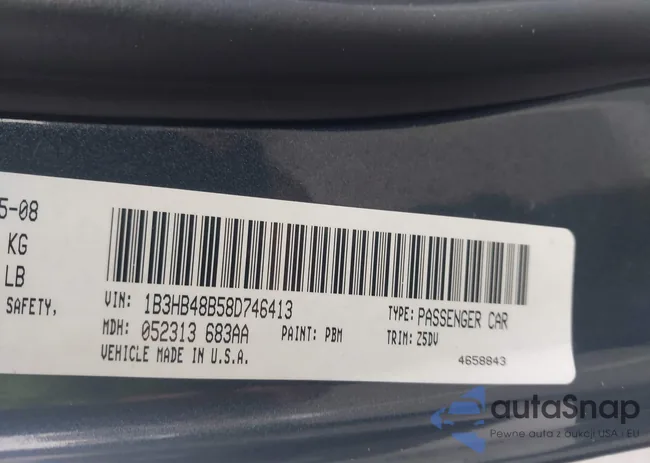 5-08
KG
LB
SAFETY,
VIN: 1B3HB48B58D746413
TYPE: PASSENGER CAR
MDH: 052313 683AA
PAINT: PBM
TRIM: Z5DV
VEHICLE MADE IN U.S.A.
4658843
autaSnap
Pewne auta z aukcji USA i EU